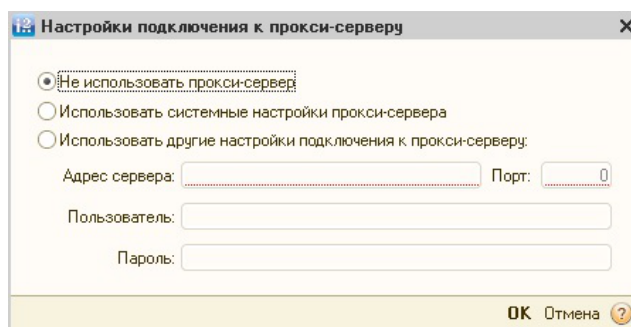 Настройки подключения к прокси-серверу
Не использовать прокси-сервер
Использовать системные настройки прокси-сервера
Использовать другие настройки подключения к прокси-серверу:
Адрес сервера: Порт: 0
Пользователь:
Пароль:
OK Отмена ?